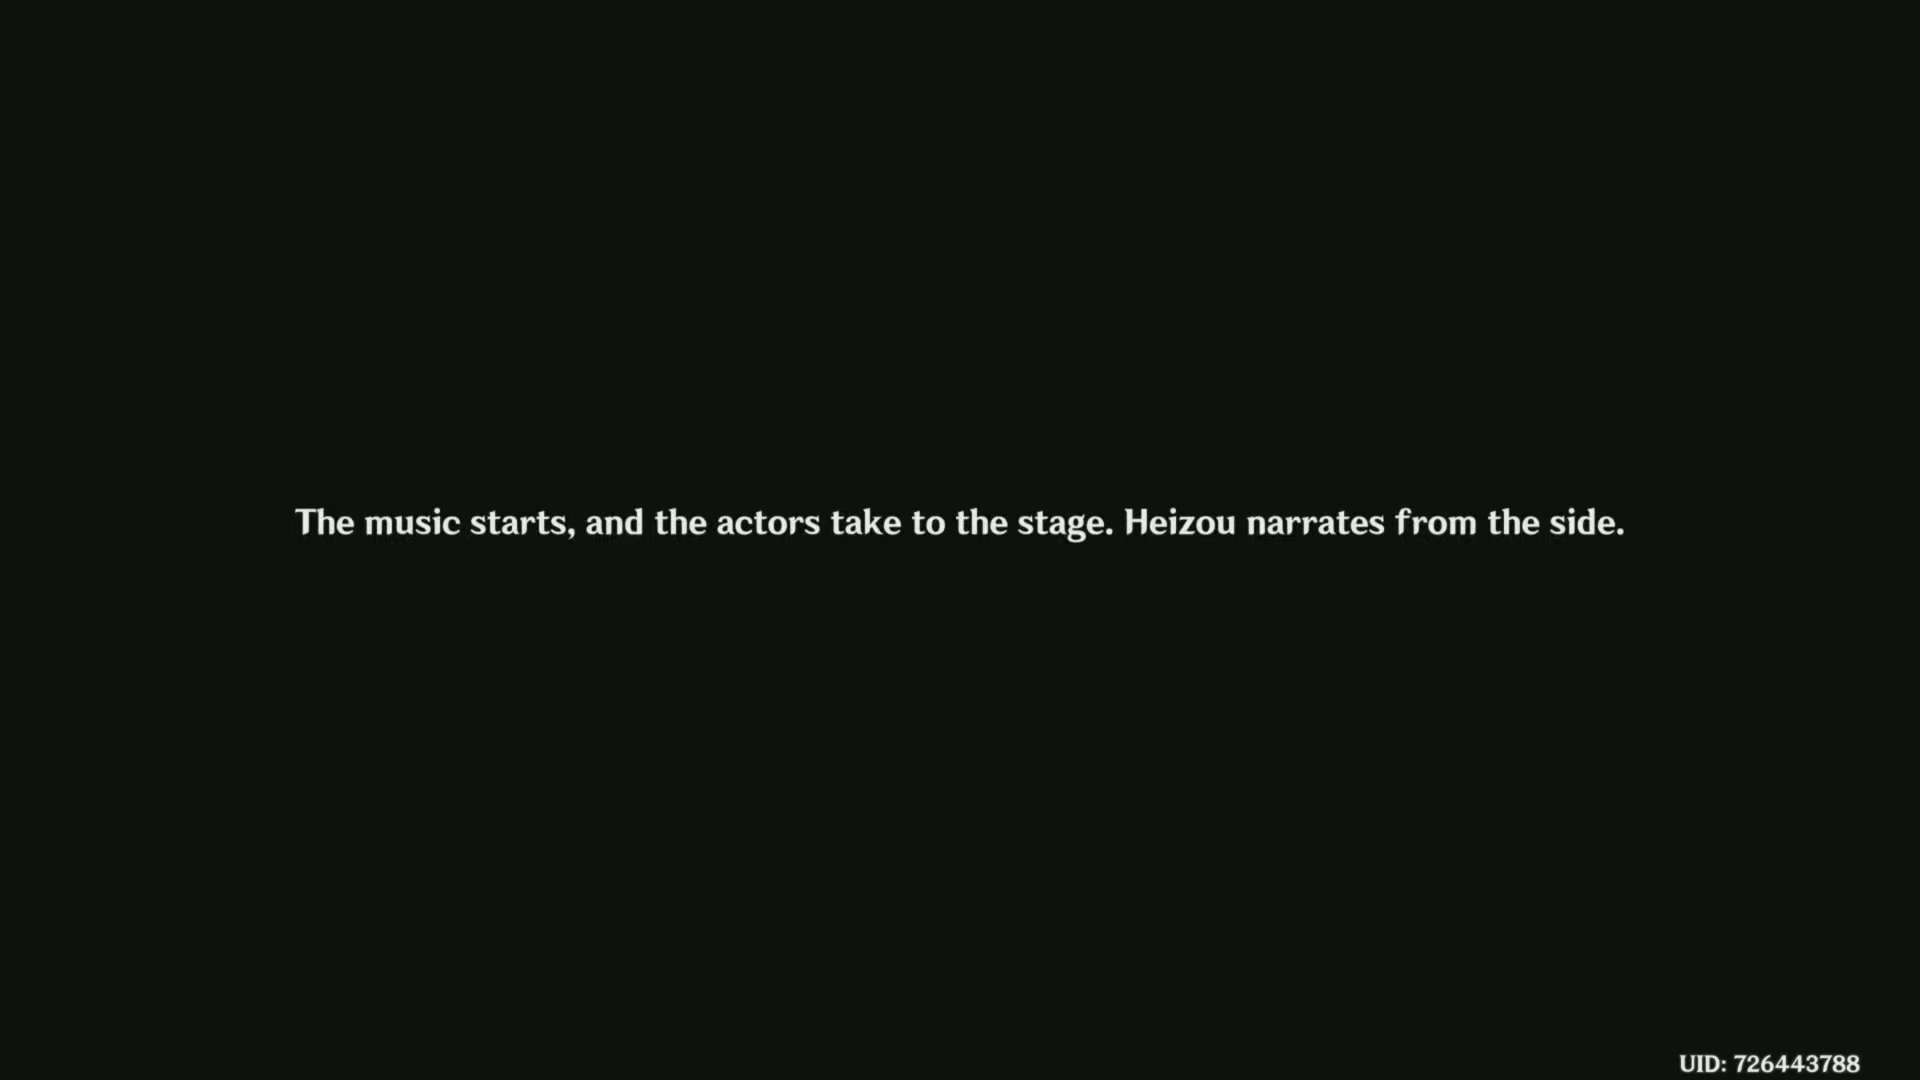 The music starts, and the actors take to the stage. Heizou narrates from the side.
UID: 726443788